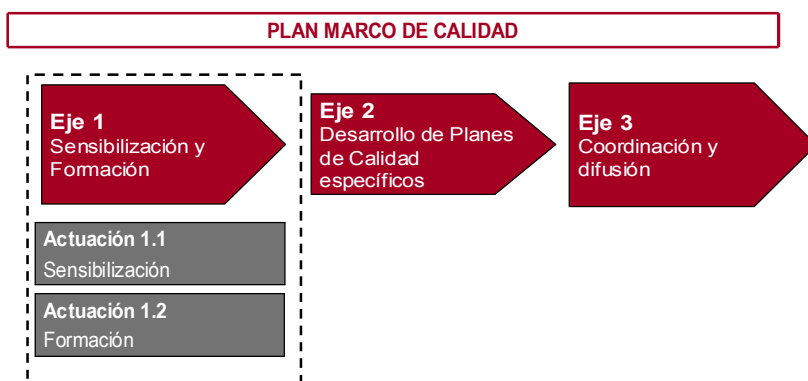 PLAN MARCO DE CALIDAD
Eje 1
Sensibilización y
Formación
Eje 2
Desarrollo de Planes
de Calidad
específicos
Eje 3
Coordinación y
difusión
Actuación 1.1
Sensibilización
Actuación 1.2
Formación